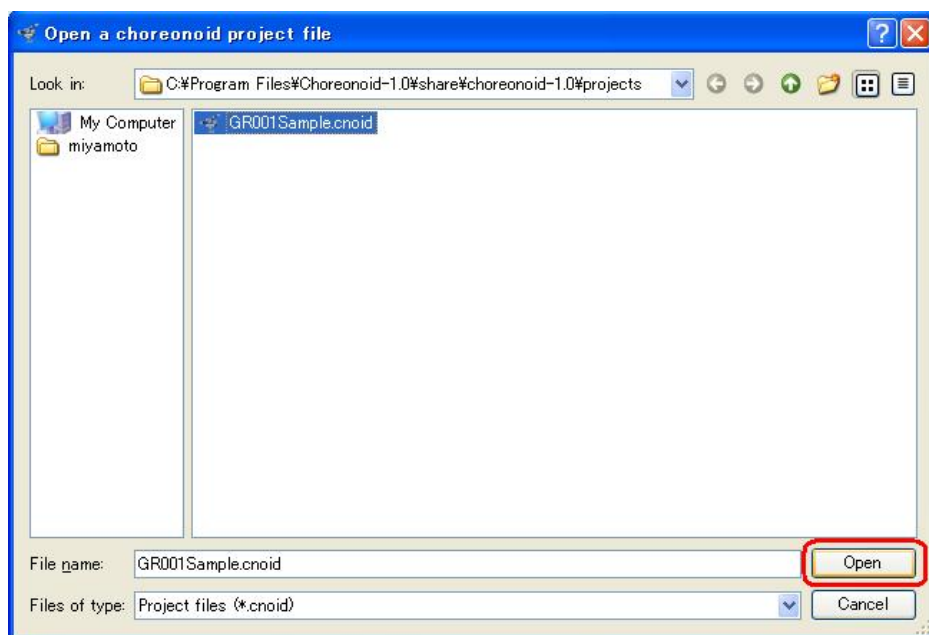 Open a choreonoid project file
Look in: C:¥Program Files¥Choreonoid-1.0¥share¥choreonoid-1.0¥projects
My Computer
miyamoto
GR001Sample.cnoid
File name: GR001Sample.cnoid
Open
Files of type: Project files (*.cnoid)
Cancel